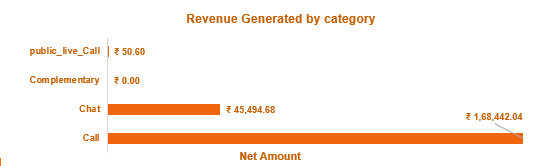 Revenue Generated by category
public_live_Call ₹ 50.60
Complementary ₹ 0.00
Chat ₹ 45,494.68
Call ₹ 1,68,442.04
Net Amount